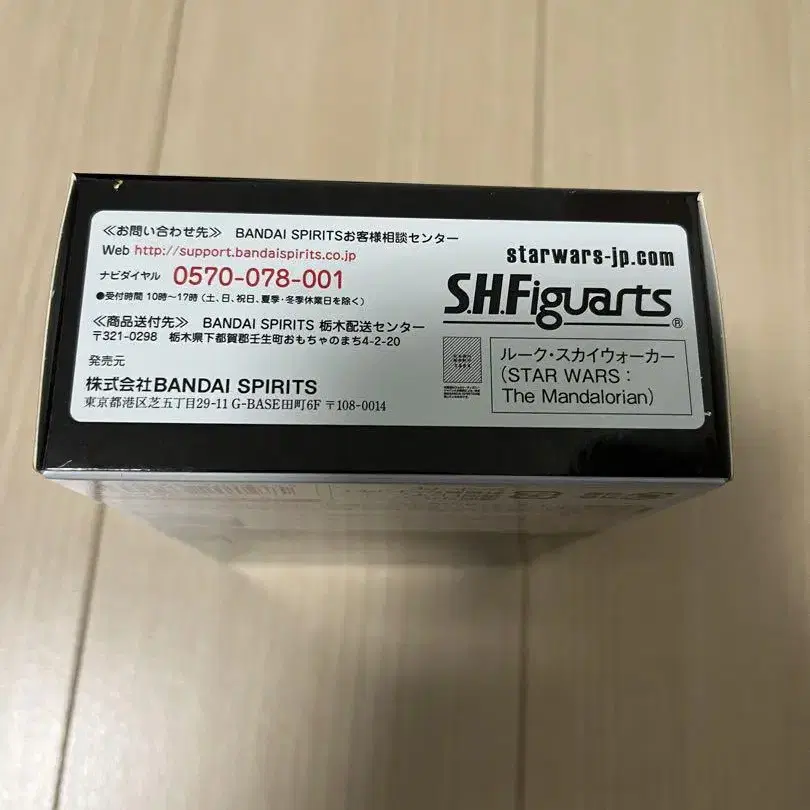 ≪お問い合わせ先≫ BANDAI SPIRITSお客様相談センター
Web http://support.bandaispirits.co.jp
ナビダイヤル 0570-078-001
●受付時間 10時～17時(土、日、祝日、夏季・冬季休業日を除く)
≪商品送付先≫ BANDAI SPIRITS 栃木配送センター
〒321-0298 栃木県下都賀郡壬生町おもちゃのまち4-2-20
発売元
株式会社BANDAI SPIRITS
東京都港区芝五丁目29-11 G-BASE田町6F 〒108-0014
starwars-jp.com
S.H.Figuarts®
ルーク・スカイウォーカー
(STAR WARS :
The Mandalorian)